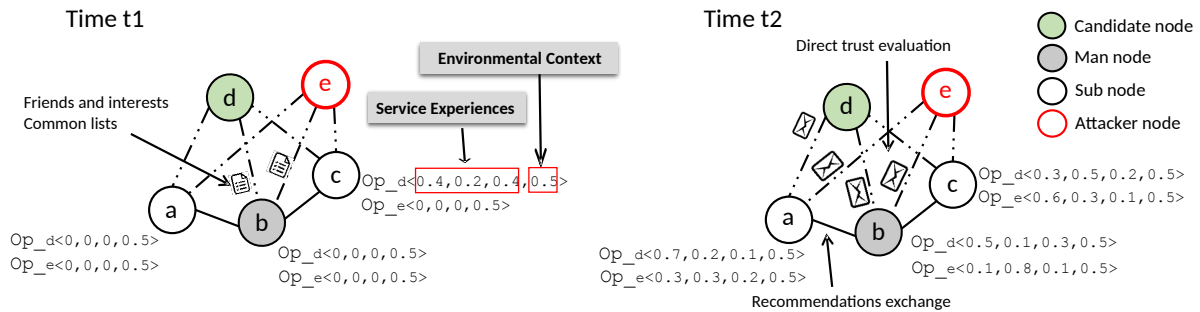 Time t1
Time t2
Candidate node
Man node
Sub node
Attacker node
Environmental Context
Service Experiences
Friends and interests
Common lists
d
e
a
b
c
Op_d<0.4,0.2,0.4,0.5>
Op_e<0,0,0,0.5>
Op_d<0,0,0,0.5>
Op_e<0,0,0,0.5>
Op_d<0,0,0,0.5>
Op_e<0,0,0,0.5>
Direct trust evaluation
d
e
a
b
c
Op_d<0.3,0.5,0.2,0.5>
Op_e<0.6,0.3,0.1,0.5>
Op_d<0.7,0.2,0.1,0.5>
Op_e<0.3,0.3,0.2,0.5>
Op_d<0.5,0.1,0.3,0.5>
Op_e<0.1,0.8,0.1,0.5>
Recommendations exchange